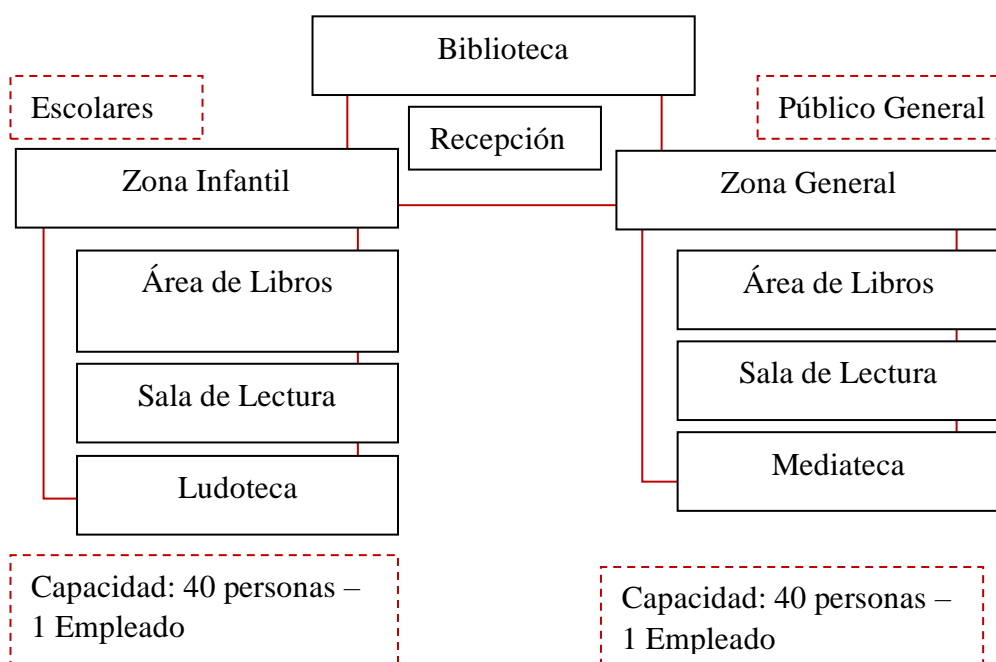 Biblioteca
Escolares
Público General
Recepción
Zona Infantil
Zona General
Área de Libros
Sala de Lectura
Ludoteca
Área de Libros
Sala de Lectura
Mediateca
Capacidad: 40 personas –
1 Empleado
Capacidad: 40 personas –
1 Empleado